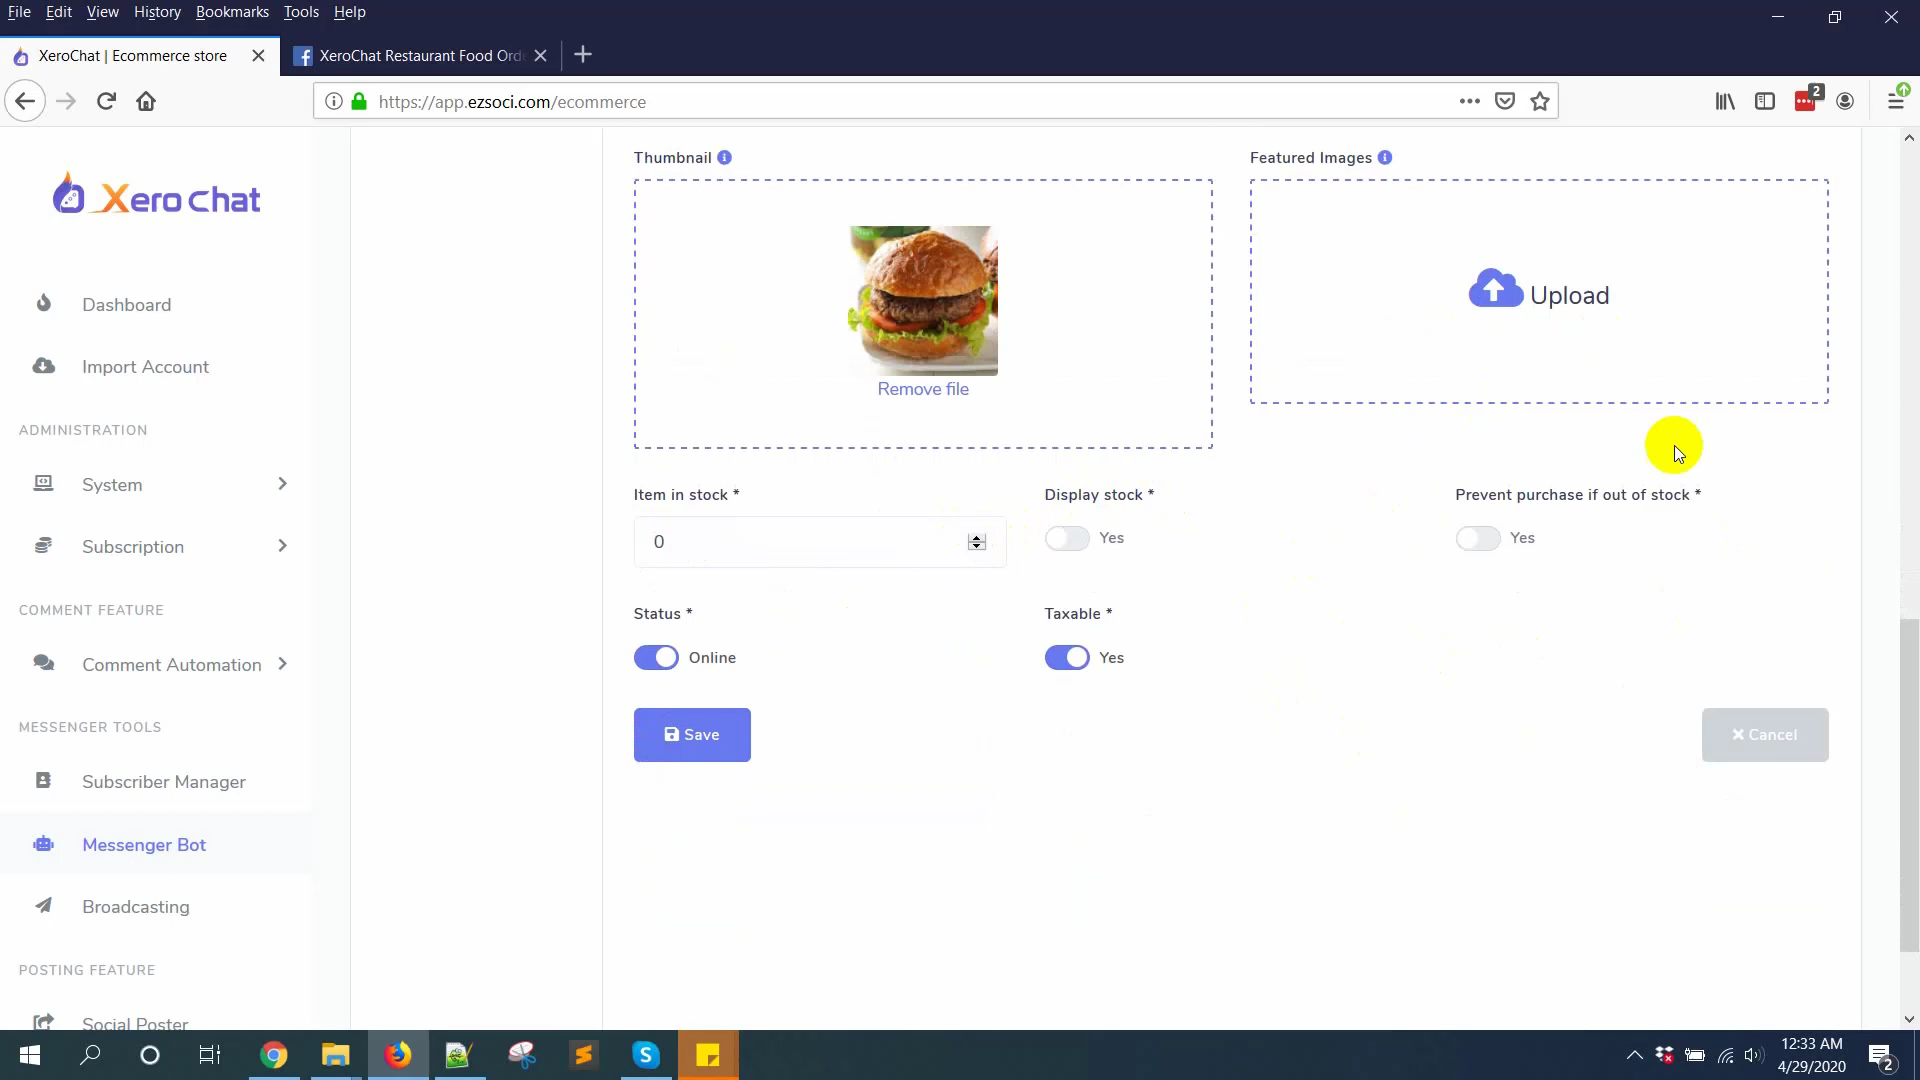 File Edit View History Bookmarks Tools Help
XeroChat | Ecommerce store
XeroChat Restaurant Food Ord
https://app.ezsoci.com/ecommerce
2
Xero Chat
Dashboard
Import Account
ADMINISTRATION
System
Subscription
COMMENT FEATURE
Comment Automation
MESSENGER TOOLS
Subscriber Manager
Messenger Bot
Broadcasting
POSTING FEATURE
Social Poster
Thumbnail
Featured Images
Upload
Remove file
Item in stock *
Display stock *
Prevent purchase if out of stock *
0
Yes
Yes
Status *
Taxable *
Online
Yes
Save
Cancel
12:33 AM
4/29/2020
2